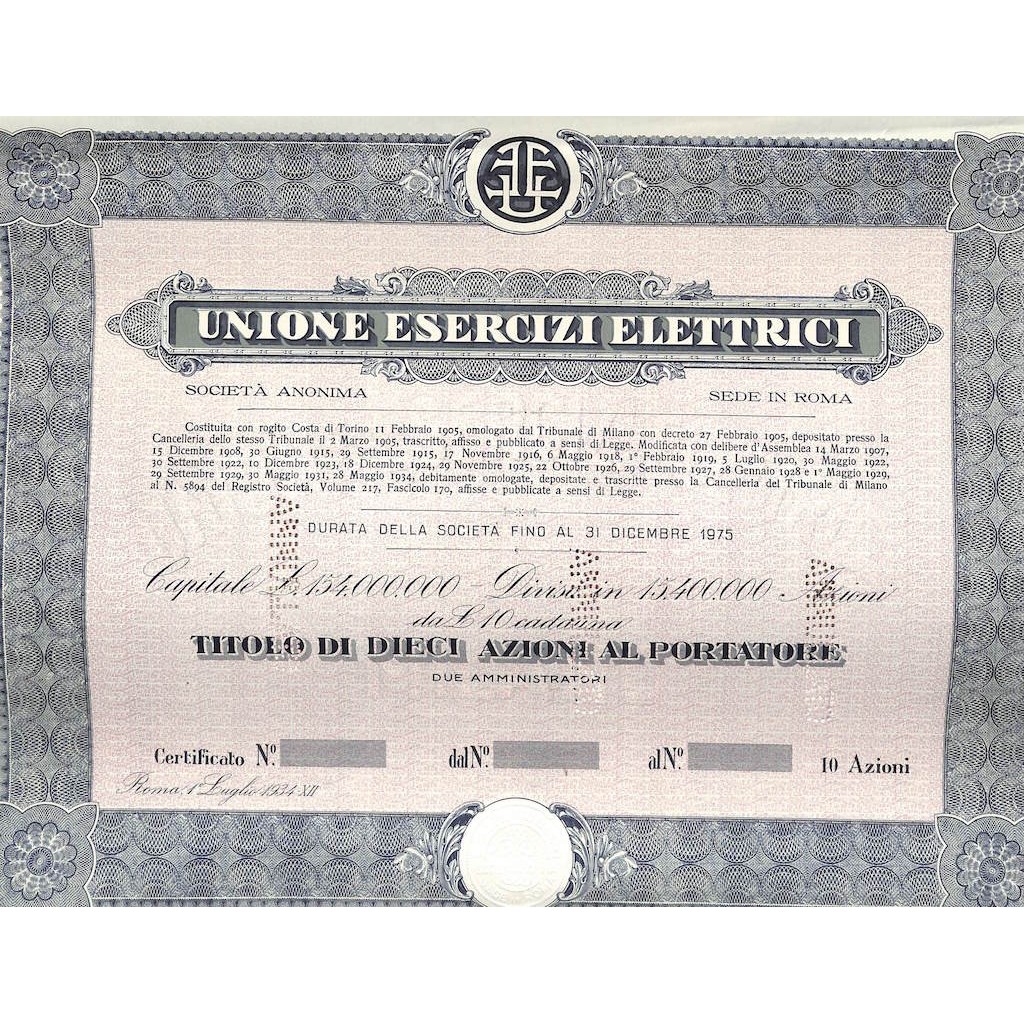 UNIONE ESERCIZI ELETTRICI
SOCIETÀ ANONIMA SEDE IN ROMA
Costituita con rogito Costa di Torino 11 Febbraio 1905, omologato dal Tribunale di Milano con decreto 27 Febbraio 1905, depositato presso la
Cancelleria dello stesso Tribunale il 2 Marzo 1905, trascritto, affisso e pubblicato a sensi di Legge. Modificata con delibere d'Assemblea 14 Marzo 1907,
15 Dicembre 1908, 30 Giugno 1915, 29 Settembre 1915, 17 Novembre 1916, 6 Maggio 1918, 1° Febbraio 1919, 5 Luglio 1920, 30 Maggio 1922,
30 Settembre 1922, 10 Dicembre 1923, 18 Dicembre 1924, 29 Novembre 1925, 22 Ottobre 1926, 29 Settembre 1927, 28 Gennaio 1928 e 1° Maggio 1929,
29 Settembre 1929, 30 Maggio 1931, 28 Maggio 1934, debitamente omologate, depositate e trascritte presso la Cancelleria del Tribunale di Milano
al N. 5894 del Registro Società, Volume 217, Fascicolo 170, affisse e pubblicate a sensi di Legge.
DURATA DELLA SOCIETÀ FINO AL 31 DICEMBRE 1975
Capitale £ 154.000.000 - Diviso in 15.400.000 Azioni
da £ 10 cadauna
TITOLO DI DIECI AZIONI AL PORTATORE
DUE AMMINISTRATORI
Certificato N.º dal N.º al N.º 10 Azioni
Roma, 1° Luglio 1934-XII